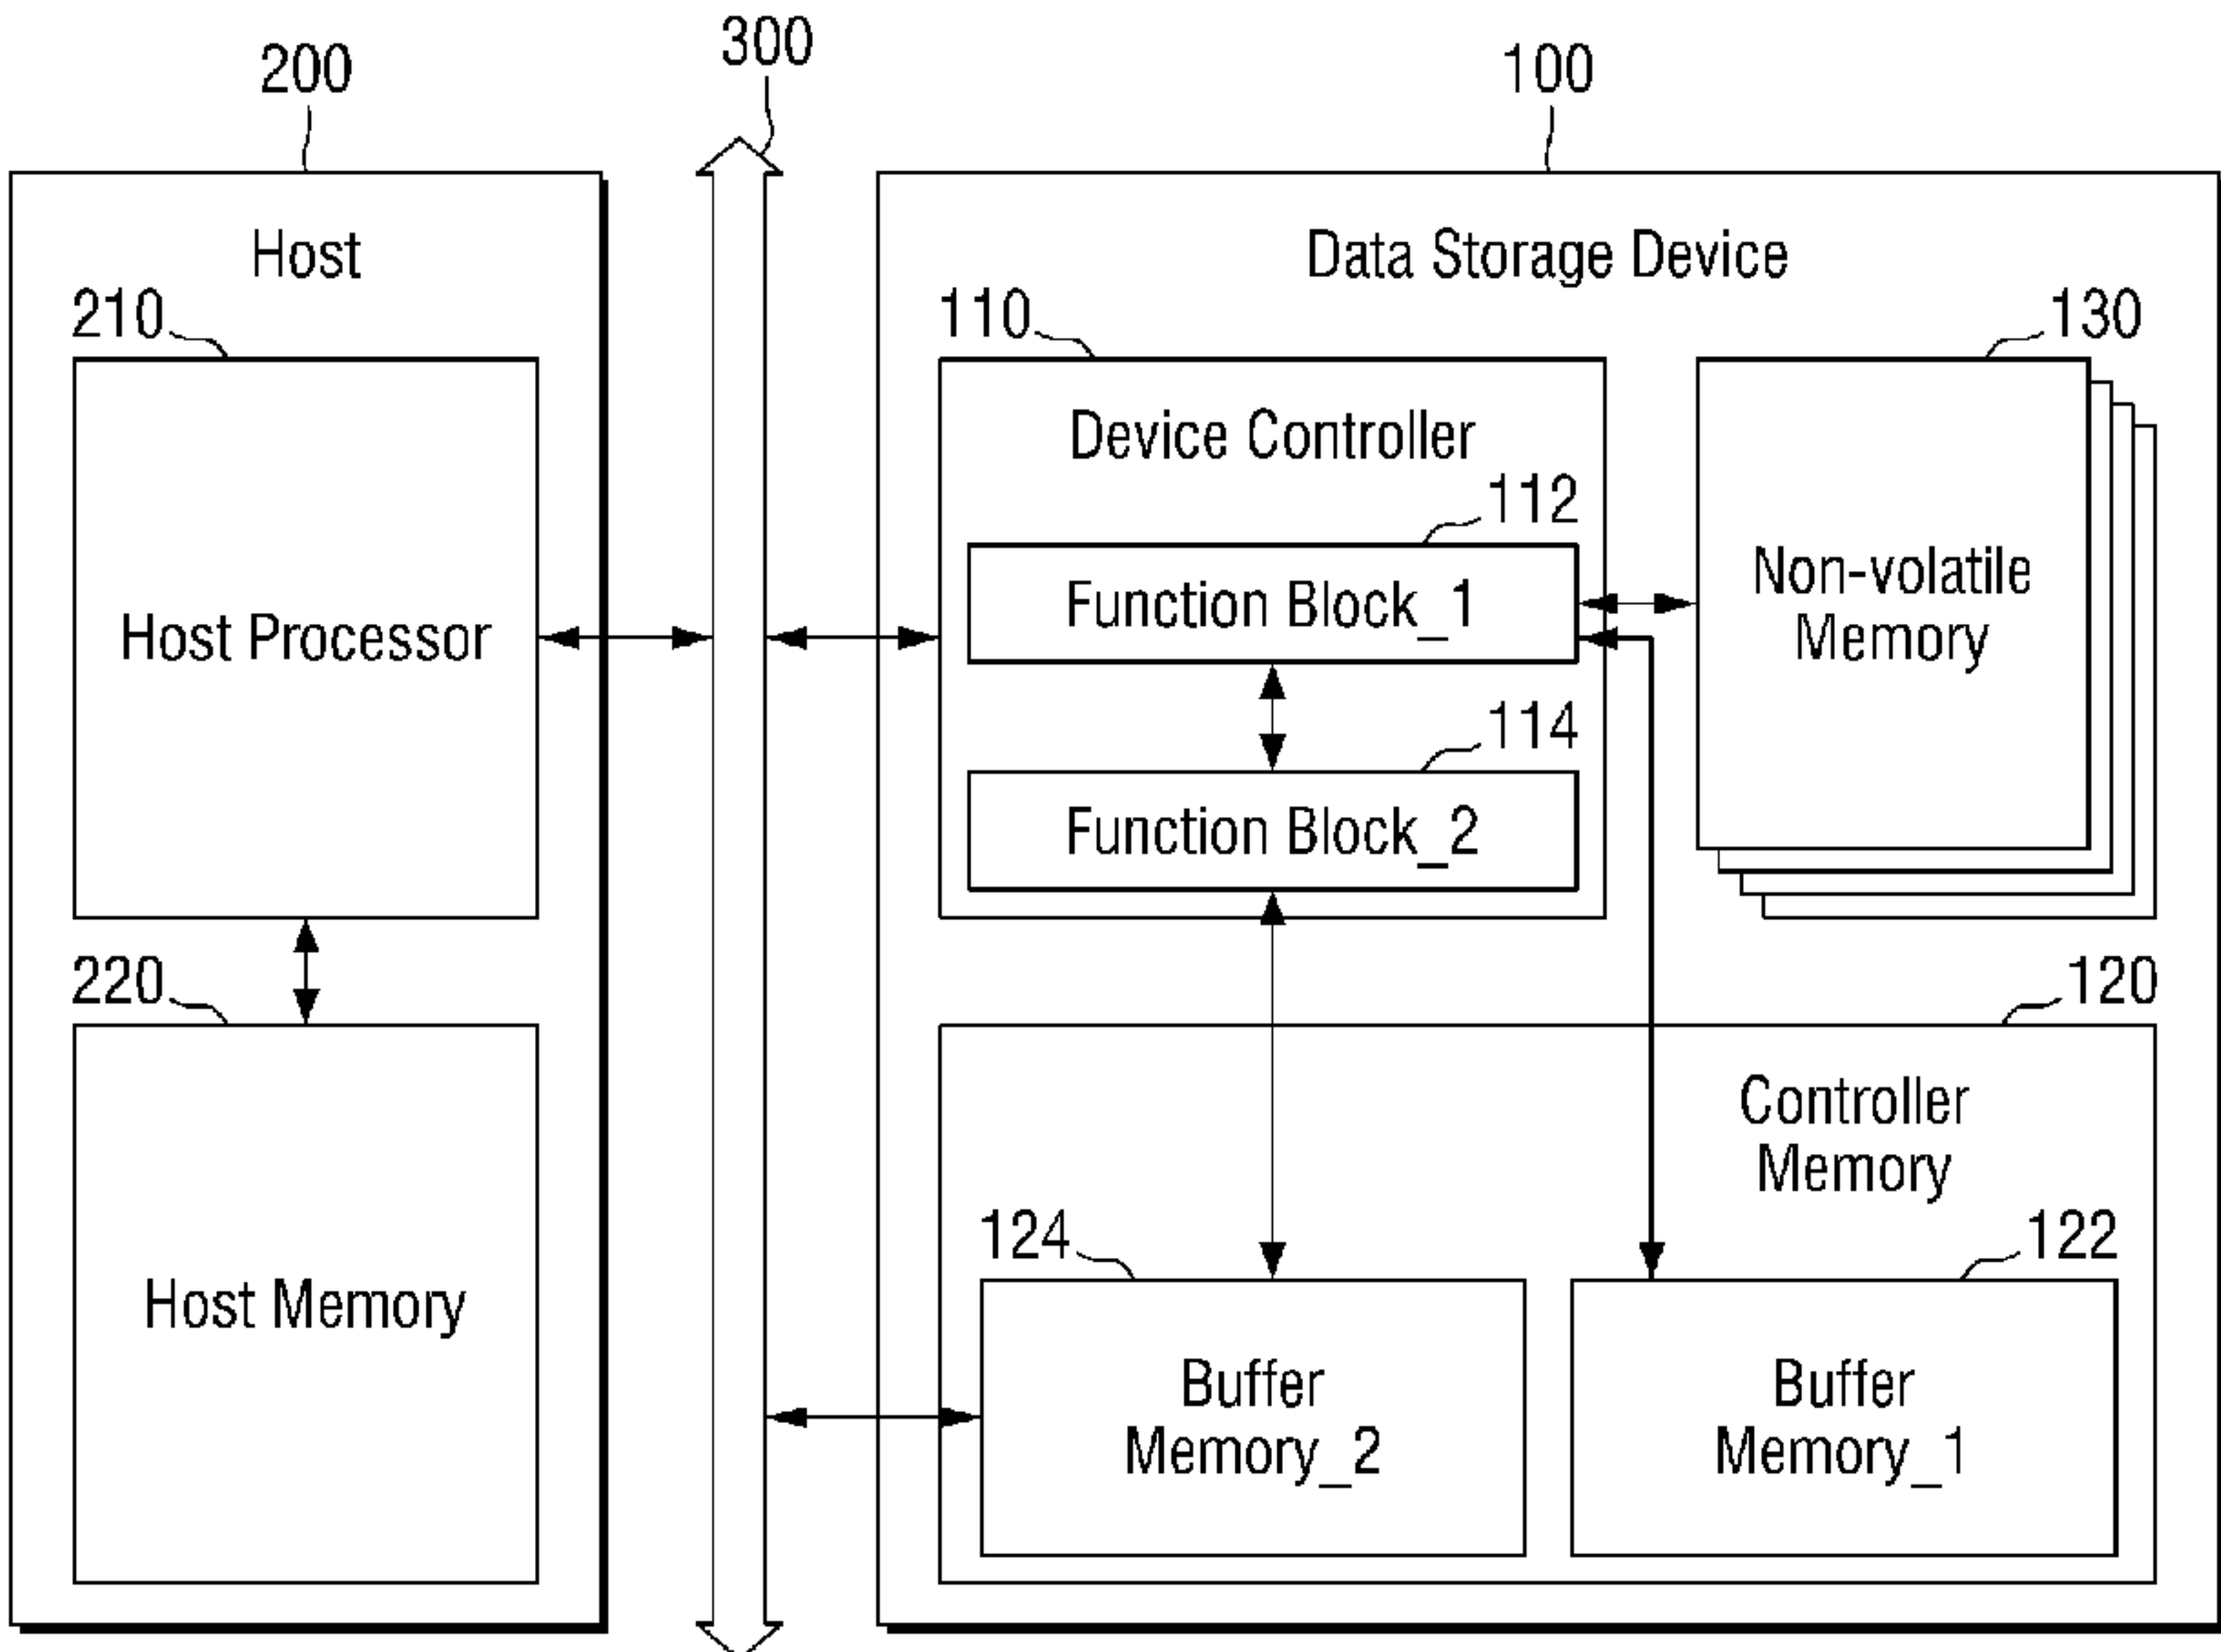 200
300
100
Host
Data Storage Device
210
110
130
Device Controller
112
Host Processor
Function Block_1
Non-volatile
Memory
114
Function Block_2
220
120
Host Memory
Controller
Memory
124
122
Buffer
Memory_2
Buffer
Memory_1